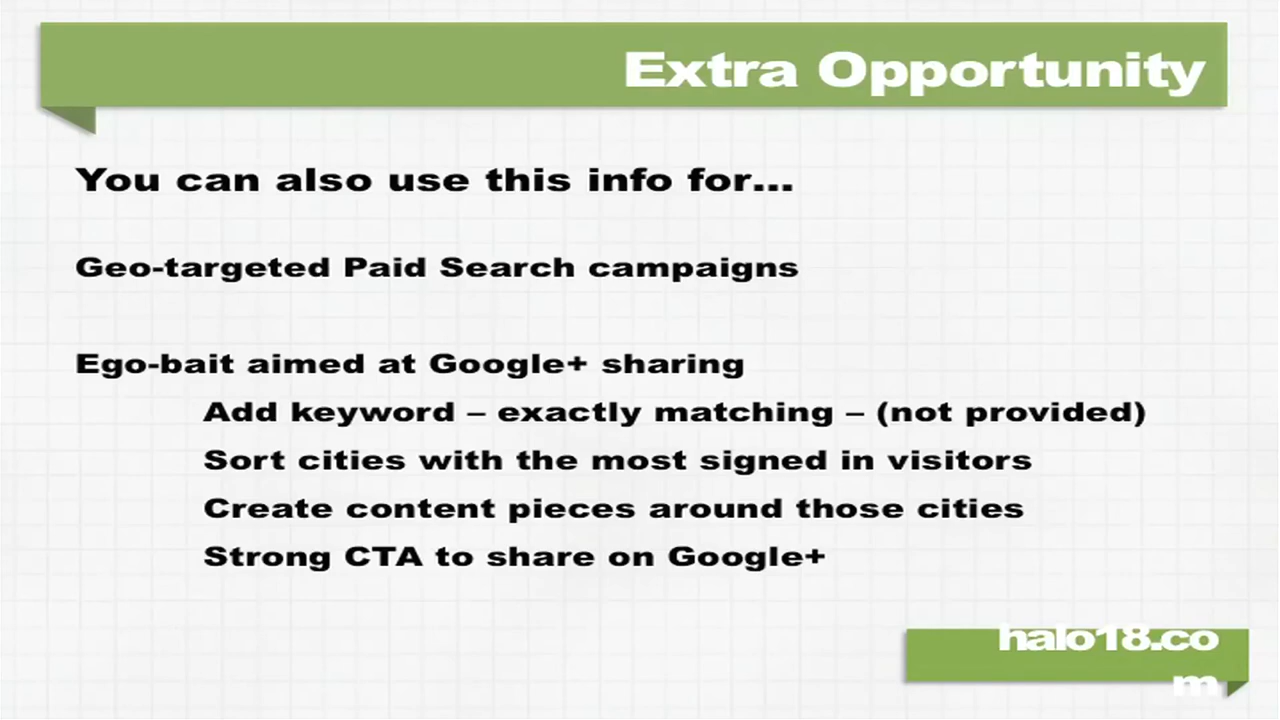 Extra Opportunity
You can also use this info for...
Geo-targeted Paid Search campaigns
Ego-bait aimed at Google+ sharing
Add keyword – exactly matching – (not provided)
Sort cities with the most signed in visitors
Create content pieces around those cities
Strong CTA to share on Google+
halo18.co
m